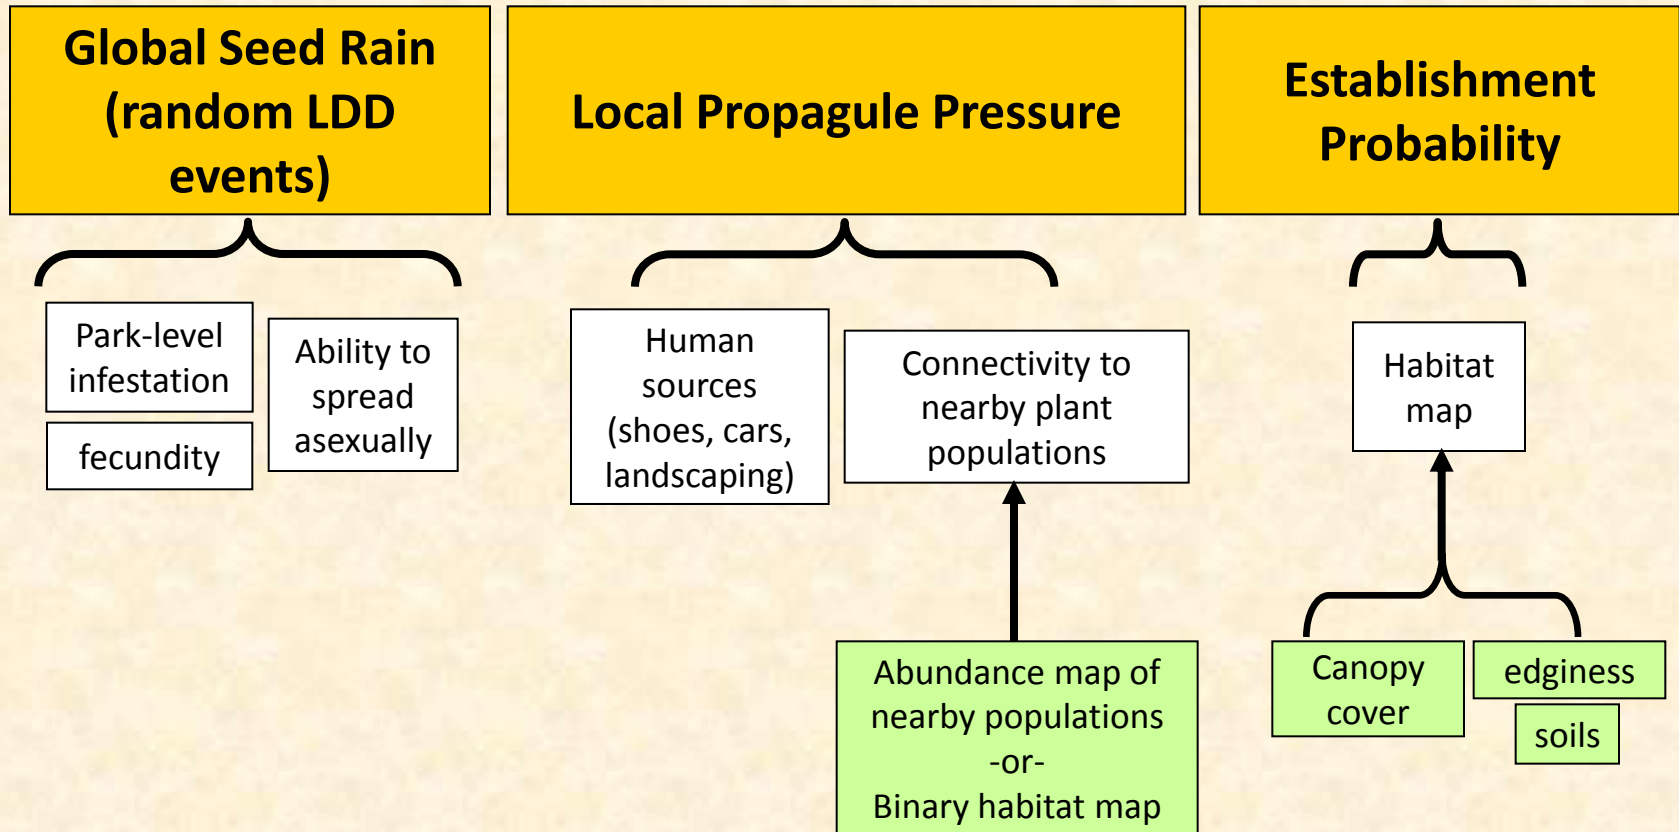 Global Seed Rain
(random LDD
events)
Local Propagule Pressure
Establishment
Probability
Park-level
infestation
fecundity
Ability to
spread
asexually
Human
sources
(shoes, cars,
landscaping)
Connectivity to
nearby plant
populations
Habitat
map
Abundance map of
nearby populations
-or-
Binary habitat map
Canopy
cover
edginess
soils